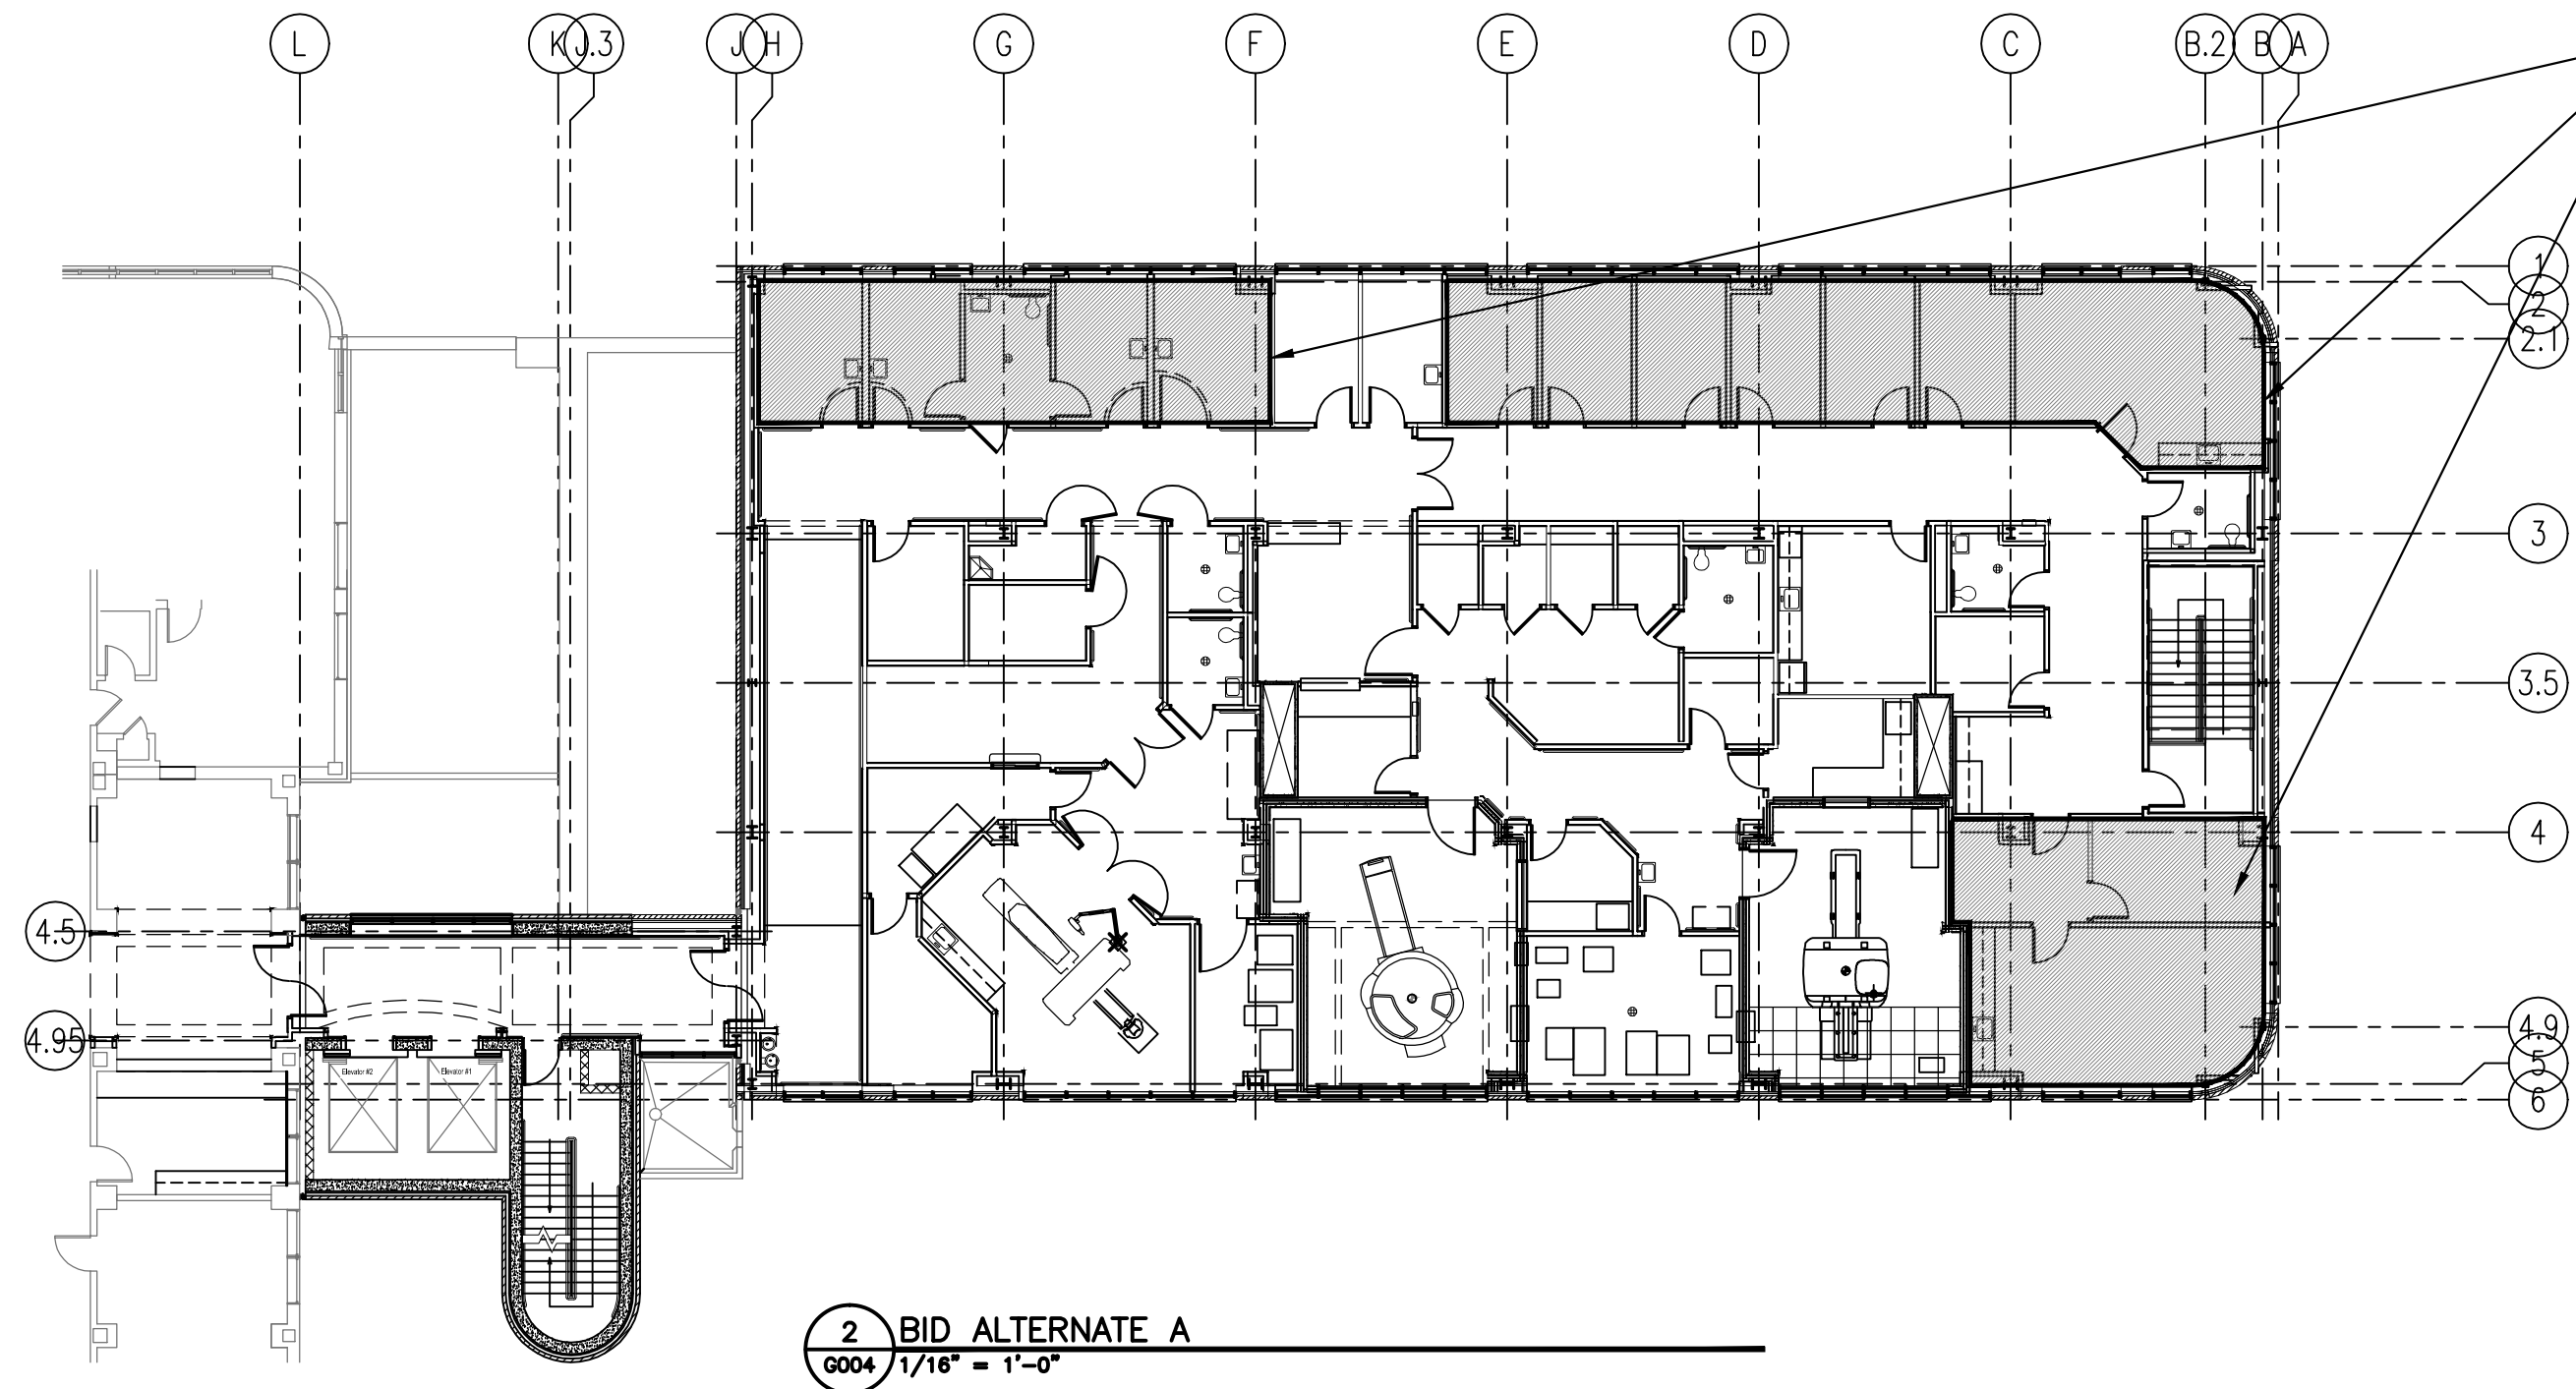 L K J.3 J H G F E D C B.2 B A
1
2
2.1
3
3.5
4
4.5
4.9
4.95
5
6
Elevator #2 Elevator #1
2 BID ALTERNATE A
G004 1/16" = 1'-0"